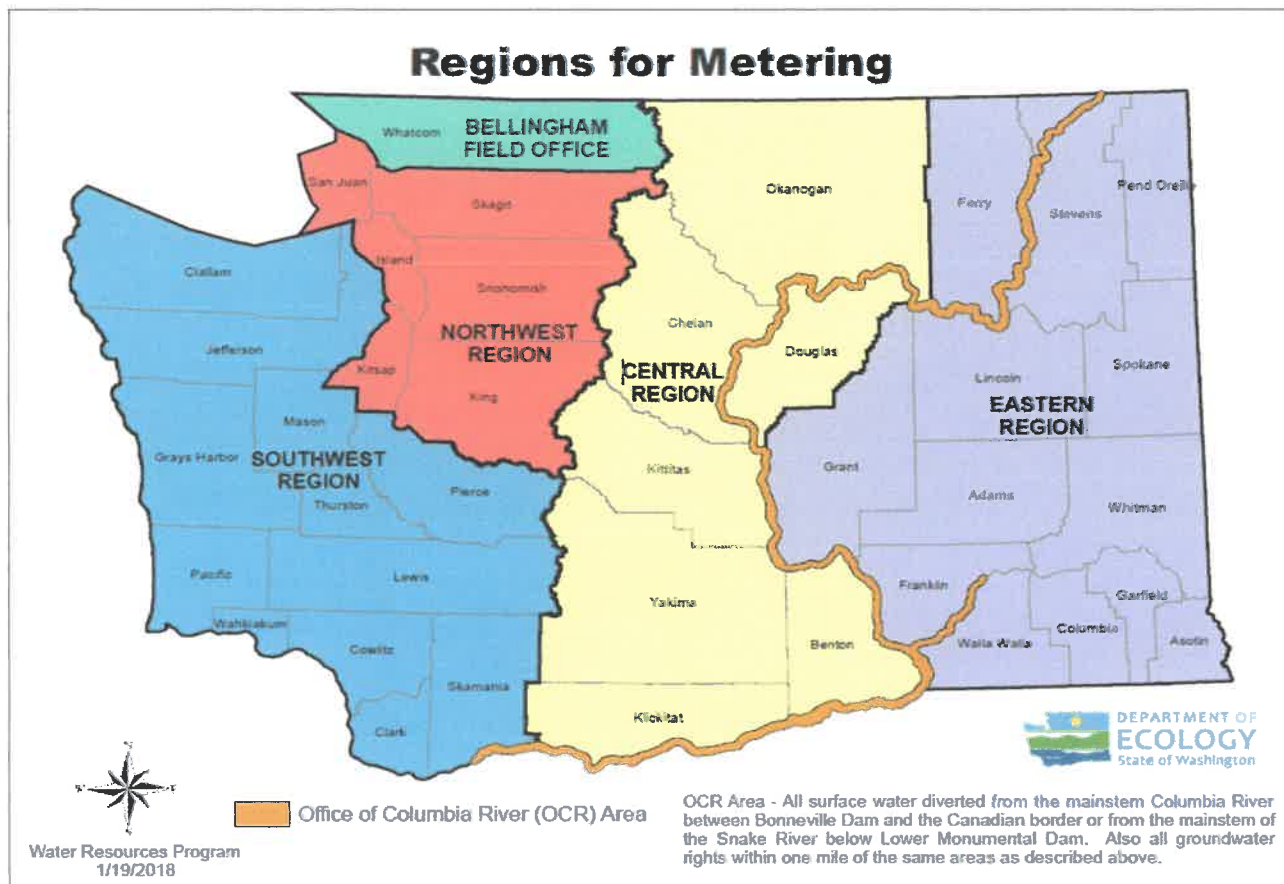 Regions for Metering
Whatcom
BELLINGHAM
FIELD OFFICE
San Juan
Skagit
Okanogan
Ferry
Stevens
Pend Oreille
Clallam
Island
Snohomish
NORTHWEST
REGION
Chelan
Jefferson
Kitsap
King
CENTRAL
REGION
Douglas
Lincoln
Spokane
EASTERN
REGION
Mason
Grays Harbor
SOUTHWEST
REGION
Thurston
Pierce
Kittitas
Grant
Adams
Whitman
Pacific
Lewis
Yakima
Franklin
Garfield
Wahkiakum
Cowlitz
Skamania
Benton
Walla Walla
Columbia
Asotin
Clark
Klickitat
DEPARTMENT OF
ECOLOGY
State of Washington
Office of Columbia River (OCR) Area
OCR Area - All surface water diverted from the mainstem Columbia River
between Bonneville Dam and the Canadian border or from the mainstem of
the Snake River below Lower Monumental Dam. Also all groundwater
rights within one mile of the same areas as described above.
Water Resources Program
1/19/2018